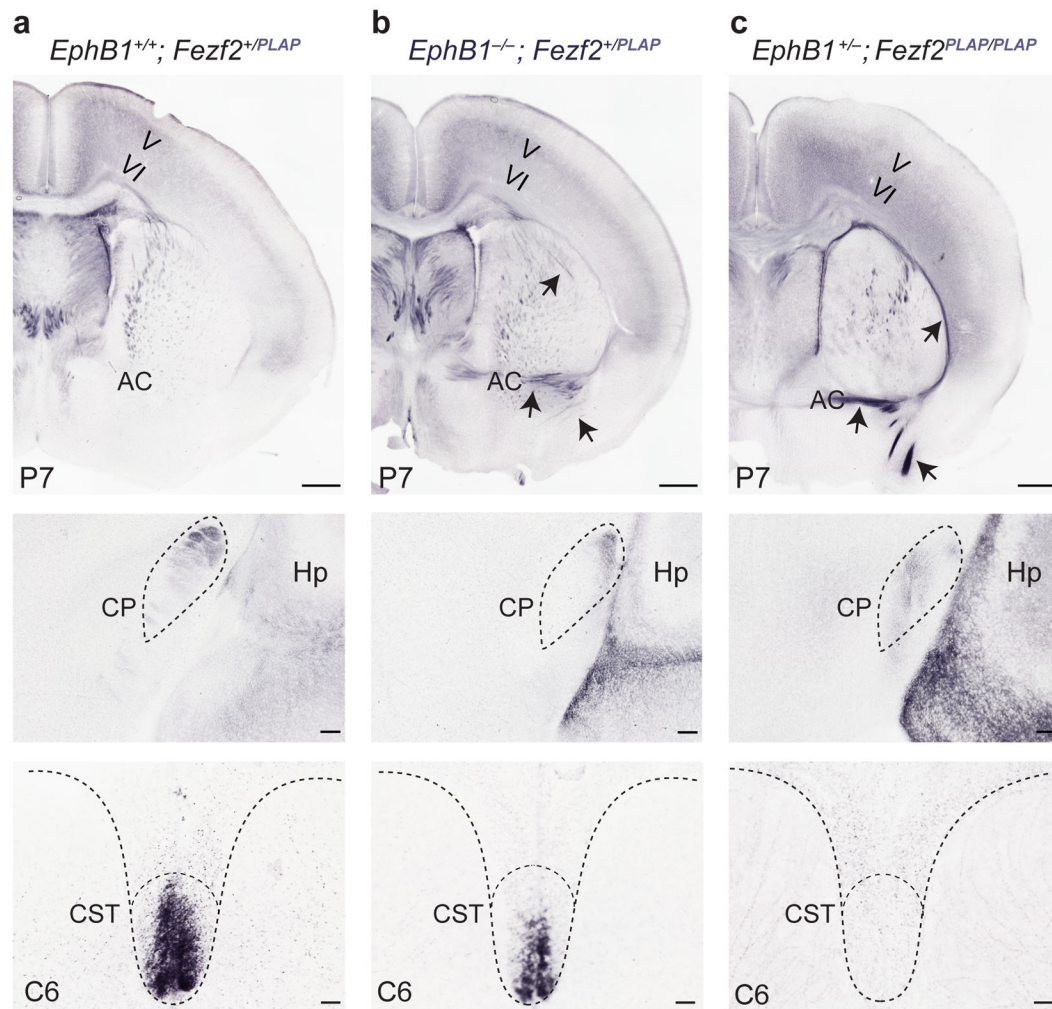 a
EphB1+/+; Fezf2+/PLAP
V
VI
AC
P7
b
EphB1–/–; Fezf2+/PLAP
V
VI
AC
P7
c
EphB1+/–; Fezf2PLAP/PLAP
V
VI
AC
P7
CP
Hp
CP
Hp
CP
Hp
CST
C6
CST
C6
CST
C6